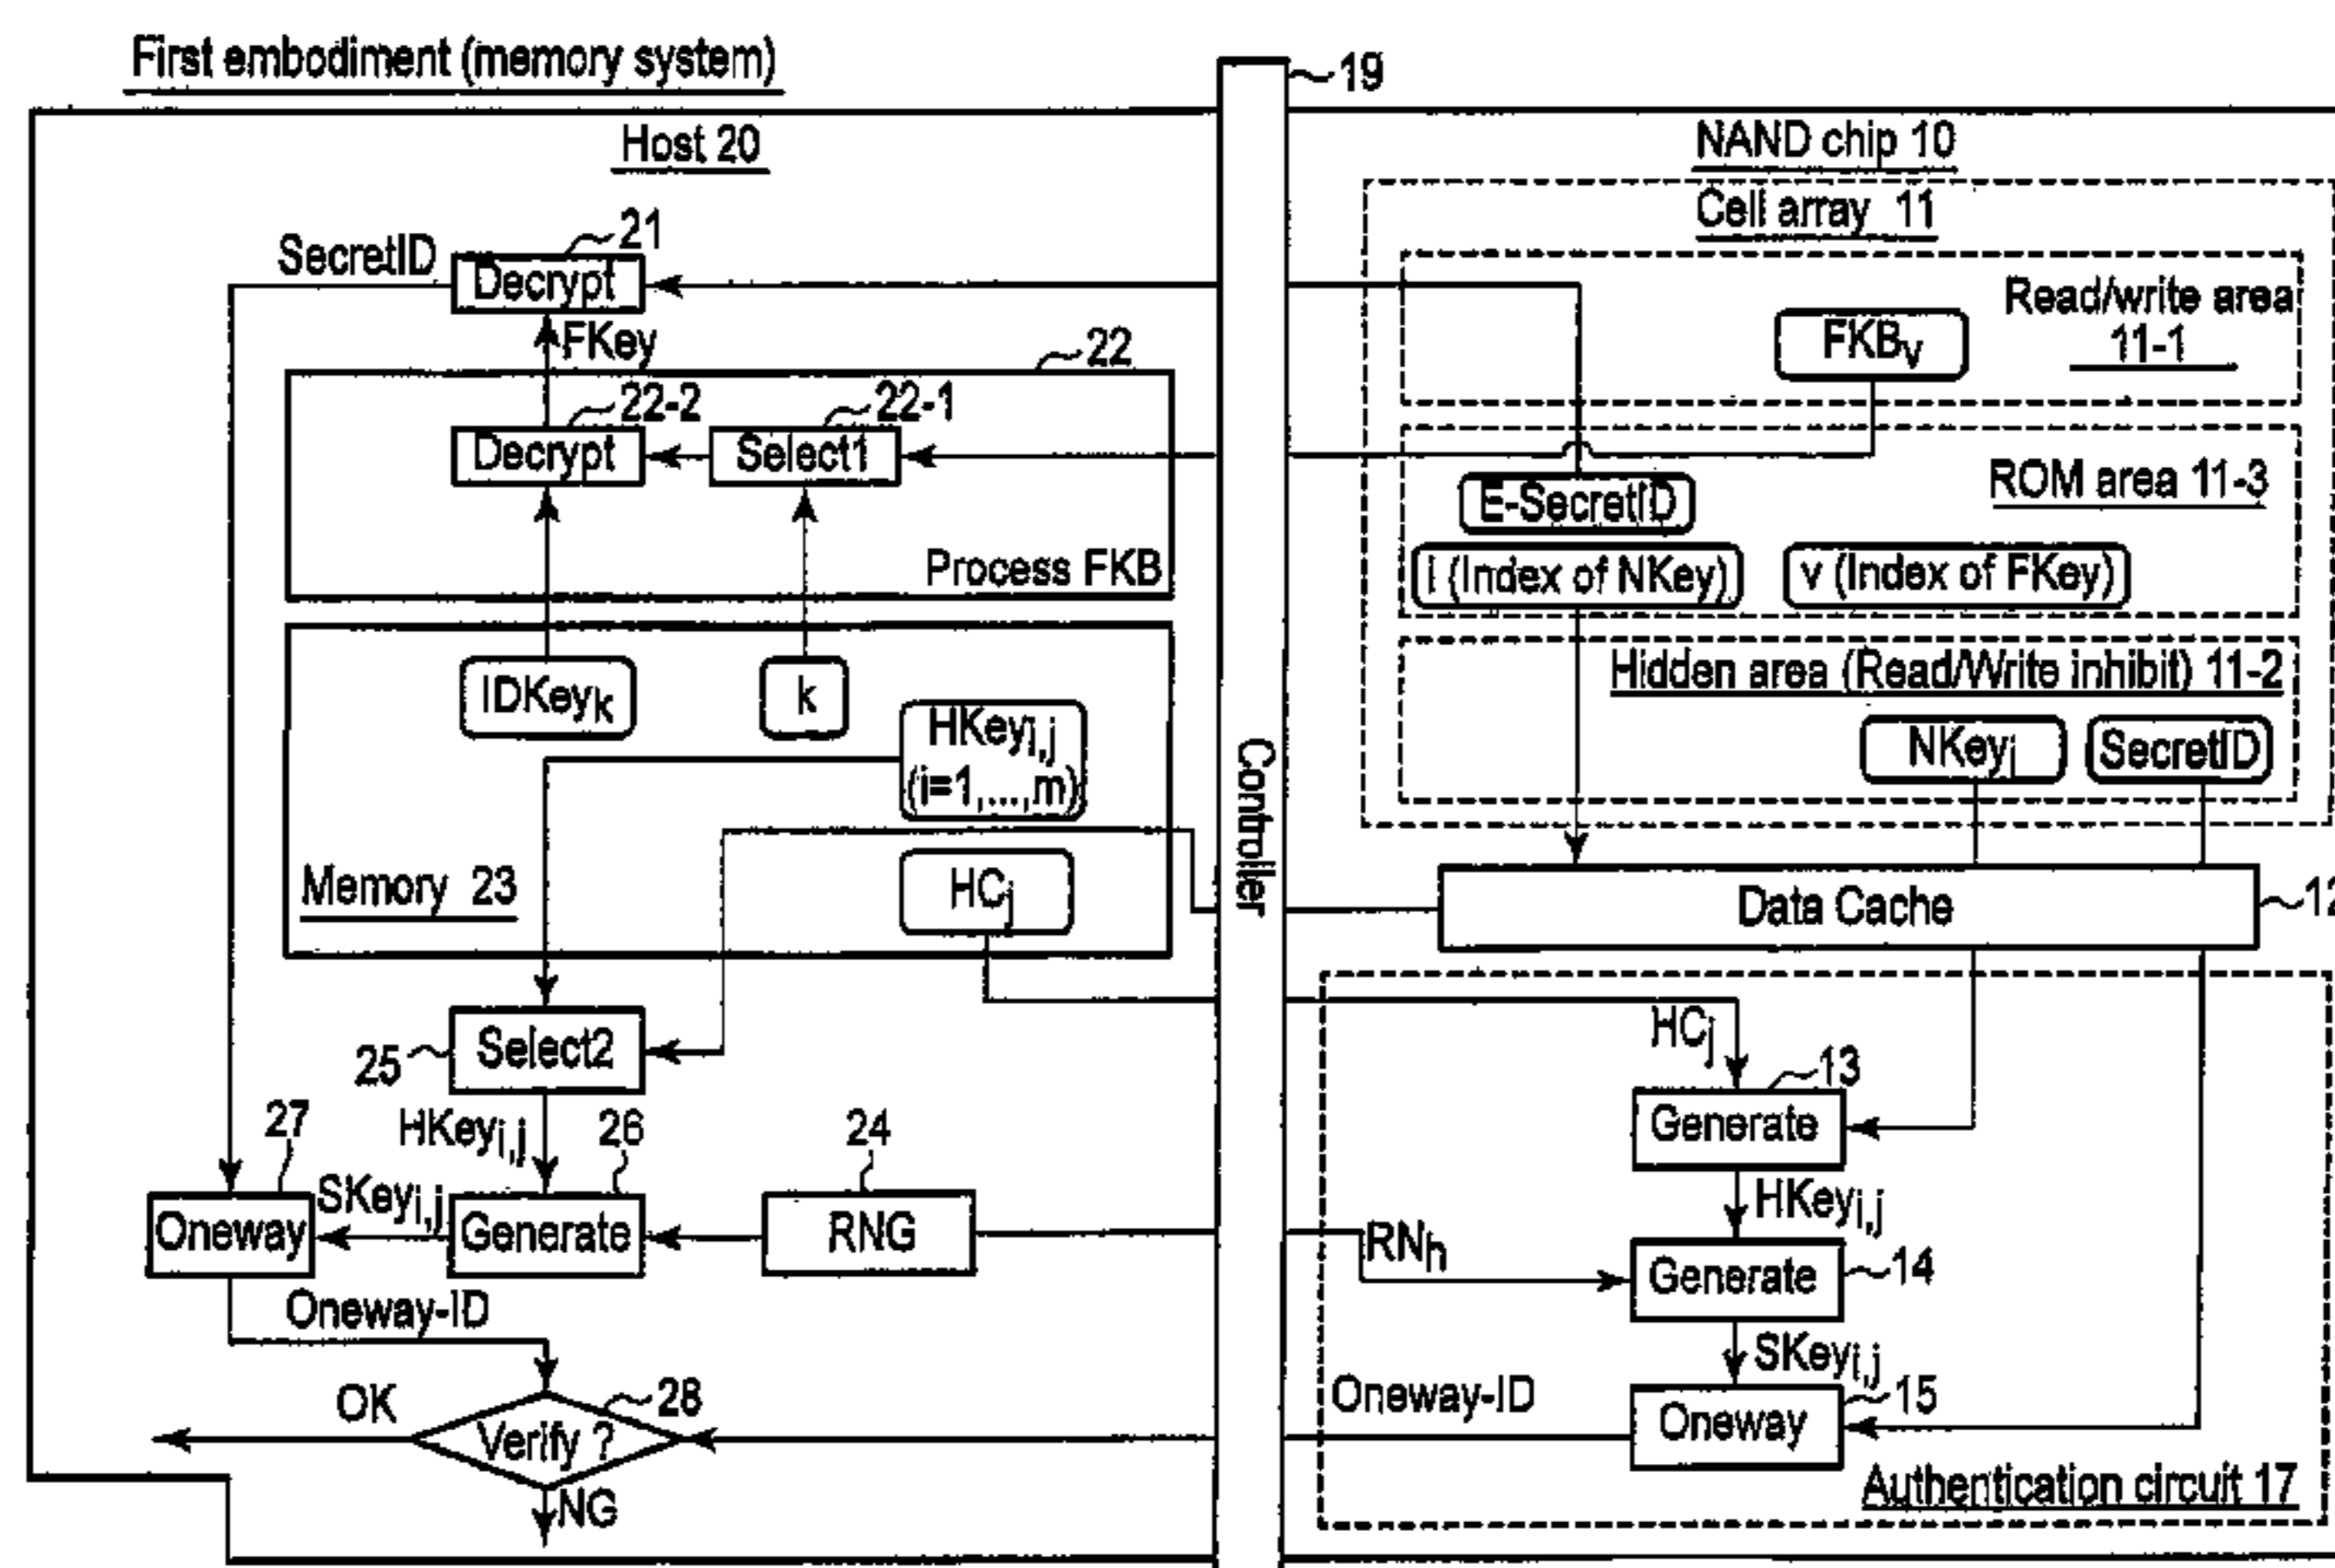 First embodiment (memory system)
19
Host 20
NAND chip 10
Cell array 11
21
SecretID
Decrypt
Read/write area
11-1
FKBv
FKey
22
22-2
22-1
Decrypt
Select1
ROM area 11-3
E-SecretID
i (Index of NKey)
v (Index of FKey)
Process FKB
Hidden area (Read/Write inhibit) 11-2
IDKeyk
k
HKeyi,j
(i=1,...,m)
NKeyi
SecretID
Controller
Memory 23
HCj
Data Cache
12
25
Select2
HCj
13
Generate
HKeyi,j
27
26
24
SKeyi,j
Oneway
Generate
RNG
HKeyi,j
RNh
Generate
14
Oneway-ID
SKeyi,j
OK
28
Verify ?
Oneway-ID
15
Oneway
NG
Authentication circuit 17